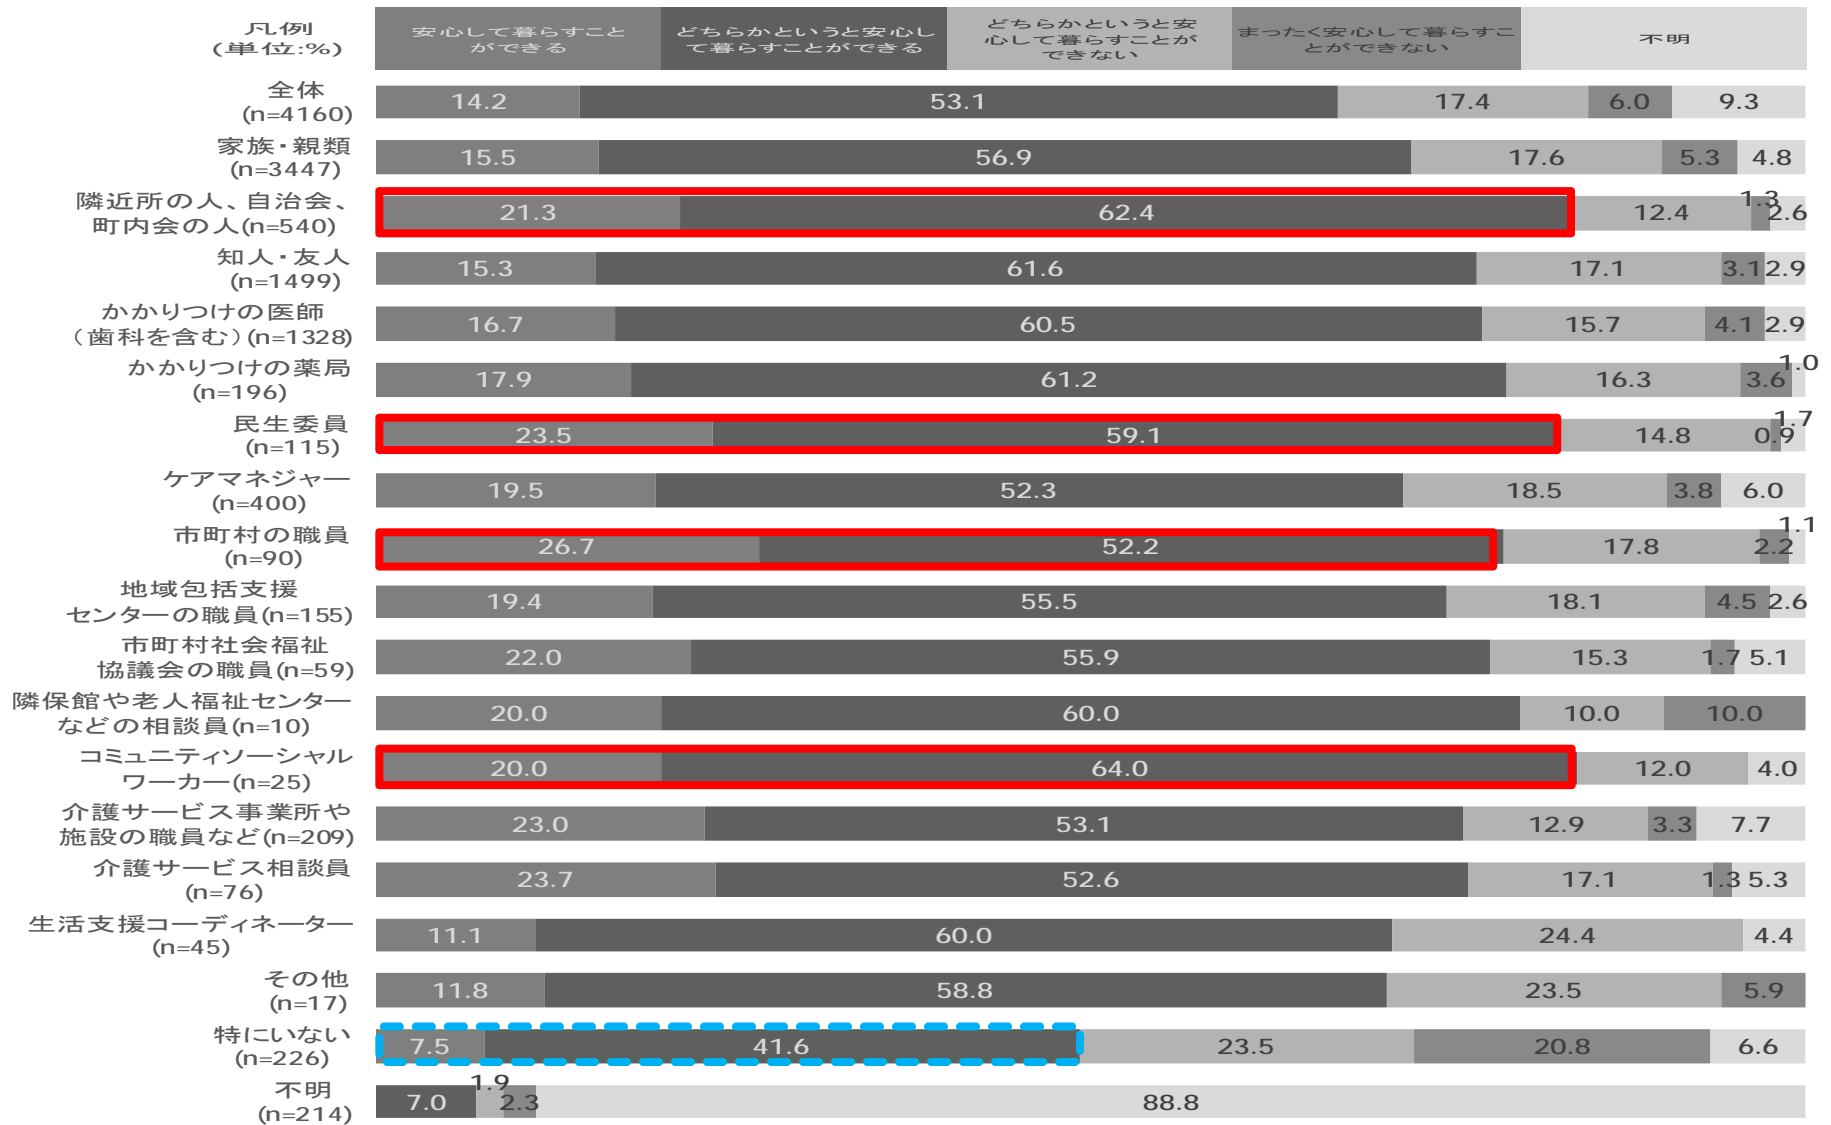 凡例
(単位:%)
安心して暮らすこと
ができる
どちらかというと安心し
て暮らすことができる
どちらかというと安
心して暮らすことが
できない
まったく安心して暮らすこ
とができない
不明
全体
(n=4160)
14.2 53.1 17.4 6.0 9.3
家族・親類
(n=3447)
15.5 56.9 17.6 5.3 4.8
隣近所の人、自治会、
町内会の人(n=540)
21.3 62.4 12.4 1.3 2.6
知人・友人
(n=1499)
15.3 61.6 17.1 3.1 2.9
かかりつけの医師
（歯科を含む）(n=1328)
16.7 60.5 15.7 4.1 2.9
かかりつけの薬局
(n=196)
17.9 61.2 16.3 3.6 1.0
民生委員
(n=115)
23.5 59.1 14.8 0.9 1.7
ケアマネジャー
(n=400)
19.5 52.3 18.5 3.8 6.0
市町村の職員
(n=90)
26.7 52.2 17.8 2.2 1.1
地域包括支援
センターの職員(n=155)
19.4 55.5 18.1 4.5 2.6
市町村社会福祉
協議会の職員(n=59)
22.0 55.9 15.3 1.7 5.1
隣保館や老人福祉センター
などの相談員(n=10)
20.0 60.0 10.0 10.0
コミュニティソーシャル
ワーカー(n=25)
20.0 64.0 12.0 4.0
介護サービス事業所や
施設の職員など(n=209)
23.0 53.1 12.9 3.3 7.7
介護サービス相談員
(n=76)
23.7 52.6 17.1 1.3 5.3
生活支援コーディネーター
(n=45)
11.1 60.0 24.4 4.4
その他
(n=17)
11.8 58.8 23.5 5.9
特にいない
(n=226)
7.5 41.6 23.5 20.8 6.6
不明
(n=214)
7.0 1.9 2.3 88.8